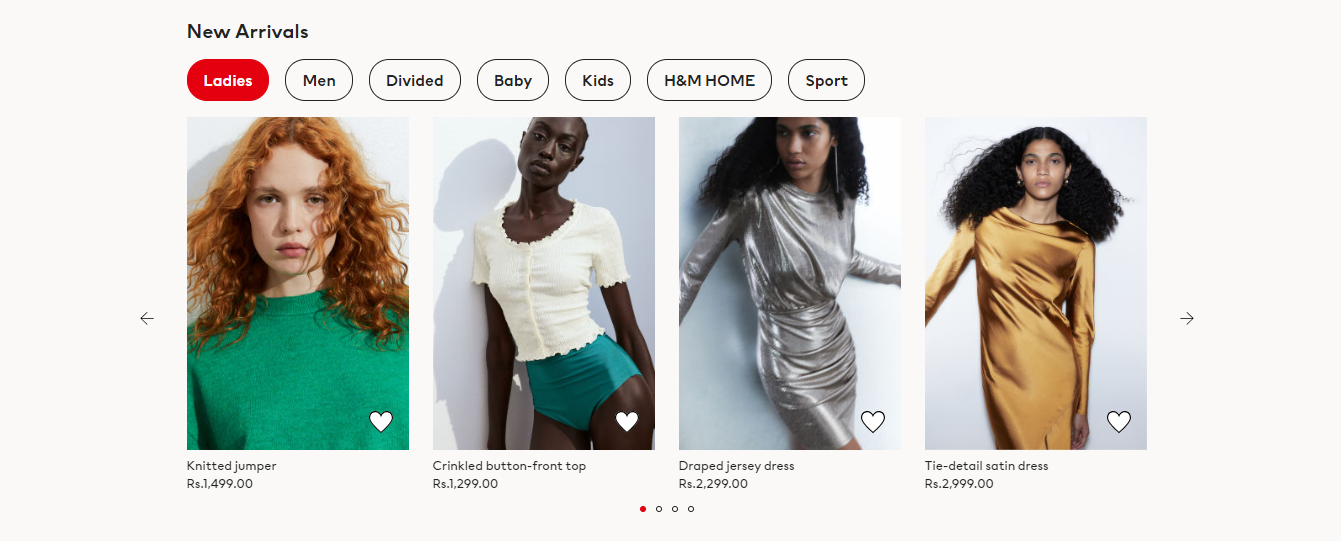 New Arrivals
Ladies Men Divided Baby Kids H&M HOME Sport
Knitted jumper Crinkled button-front top Draped jersey dress Tie-detail satin dress
Rs.1,499.00 Rs.1,299.00 Rs.2,299.00 Rs.2,999.00